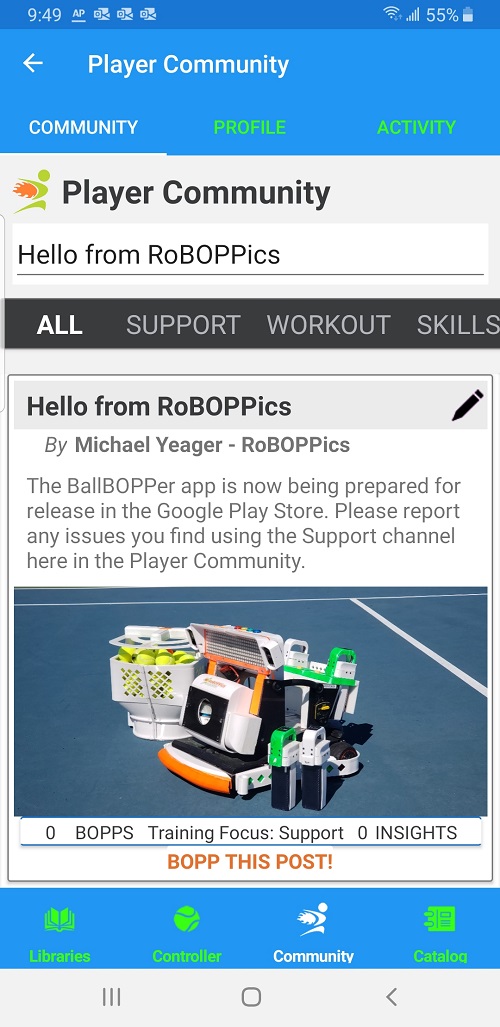 9:49 AP 55%
Player Community
COMMUNITY PROFILE ACTIVITY
Player Community
Hello from RoBOPPics
ALL SUPPORT WORKOUT SKILLS
Hello from RoBOPPics
By Michael Yeager - RoBOPPics
The BallBOPPer app is now being prepared for
release in the Google Play Store. Please report
any issues you find using the Support channel
here in the Player Community.
0 BOPPS Training Focus: Support 0 INSIGHTS
BOPP THIS POST!
Libraries Controller Community Catalog